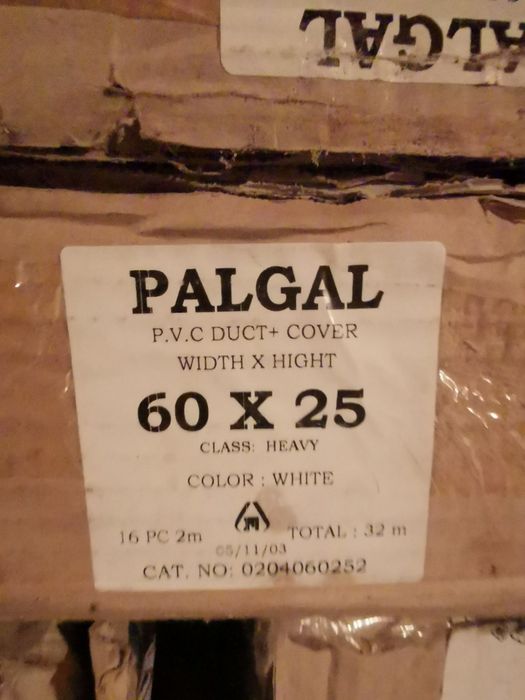 PALGAL
PALGAL
P.V.C DUCT+ COVER
WIDTH X HIGHT
60 X 25
CLASS: HEAVY
COLOR : WHITE
16 PC 2m TOTAL : 32 m
05/11/03
CAT. NO: 0204060252